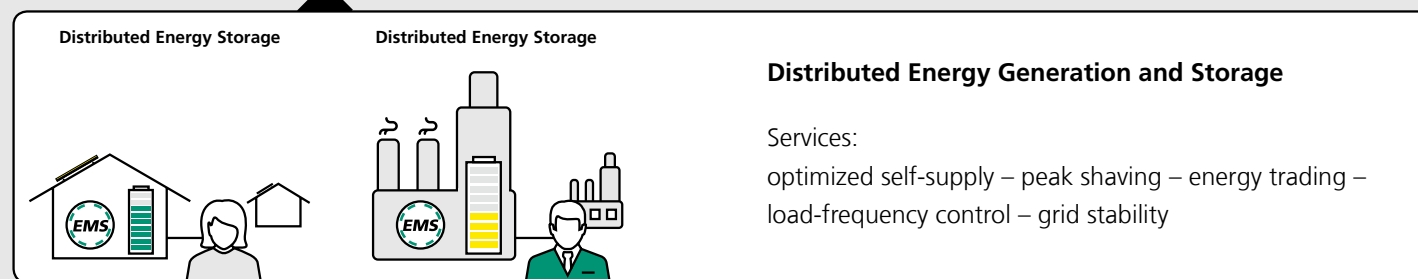 Distributed Energy Storage
Distributed Energy Storage
EMS
EMS
Distributed Energy Generation and Storage
Services:
optimized self-supply – peak shaving – energy trading –
load-frequency control – grid stability